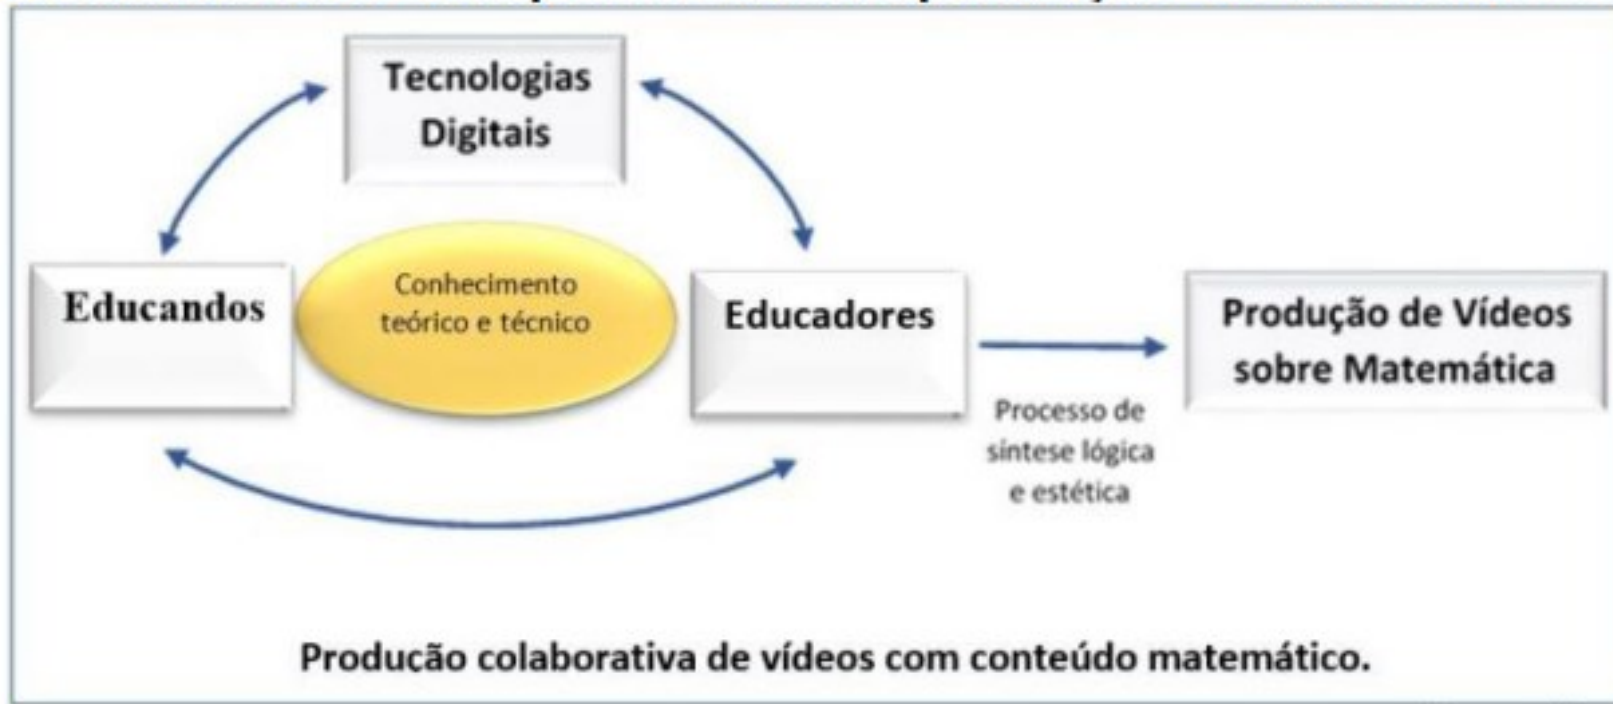 Tecnologias
Digitais
Educandos
Conhecimento
teórico e técnico
Educadores
Produção de Vídeos
sobre Matemática
Processo de
síntese lógica
e estética
Produção colaborativa de vídeos com conteúdo matemático.